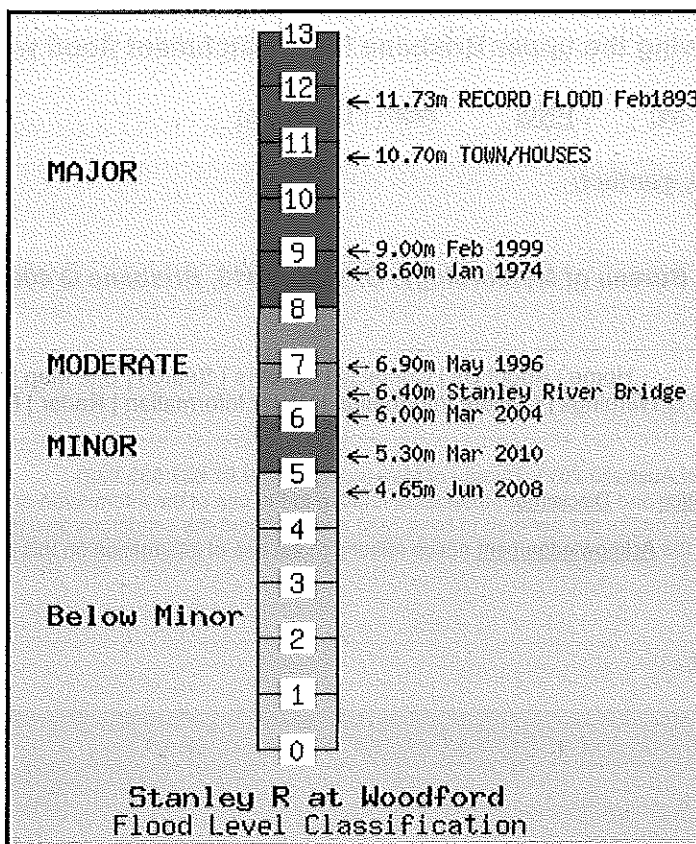 13
12
← 11.73m RECORD FLOOD Feb1893
11
← 10.70m TOWN/HOUSES
MAJOR
10
9
← 9.00m Feb 1999
← 8.60m Jan 1974
8
MODERATE
7
← 6.90m May 1996
← 6.40m Stanley River Bridge
6
← 6.00m Mar 2004
MINOR
← 5.30m Mar 2010
5
← 4.65m Jun 2008
4
3
Below Minor
2
1
0
Stanley R at Woodford
Flood Level Classification